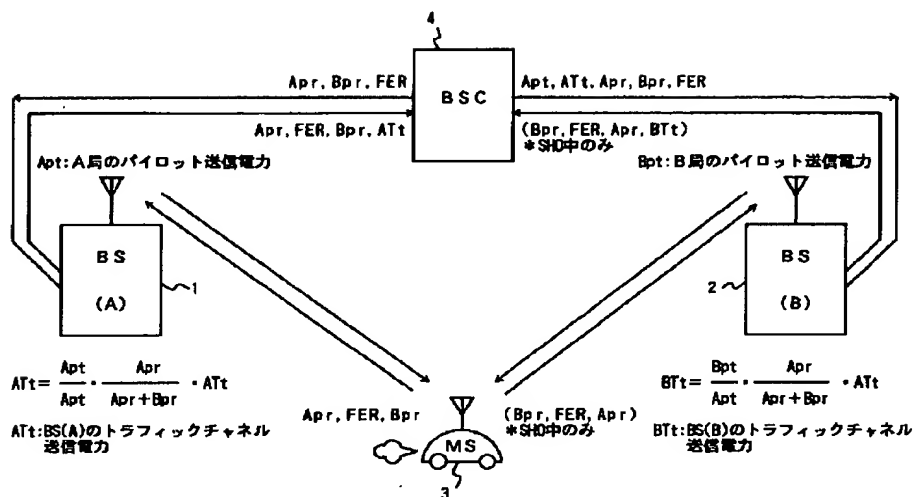 4
BSC
Apr, Bpr, FER
Apt, ATt, Apr, Bpr, FER
Apr, FER, Bpr, ATt
(Bpr, FER, Apr, BTt)
*SHO中のみ
Apt:A局のパイロット送信電力
Bpt:B局のパイロット送信電力
BS
(A)
1
BS
(B)
2
ATt= Apt/Apt · Apr/(Apr+Bpr) · ATt
BTt= Bpt/Apt · Apr/(Apr+Bpr) · ATt
ATt:BS(A)のトラフィックチャネル
送信電力
Apr, FER, Bpr
(Bpr, FER, Apr)
*SHO中のみ
BTt:BS(B)のトラフィックチャネル
送信電力
MS
3